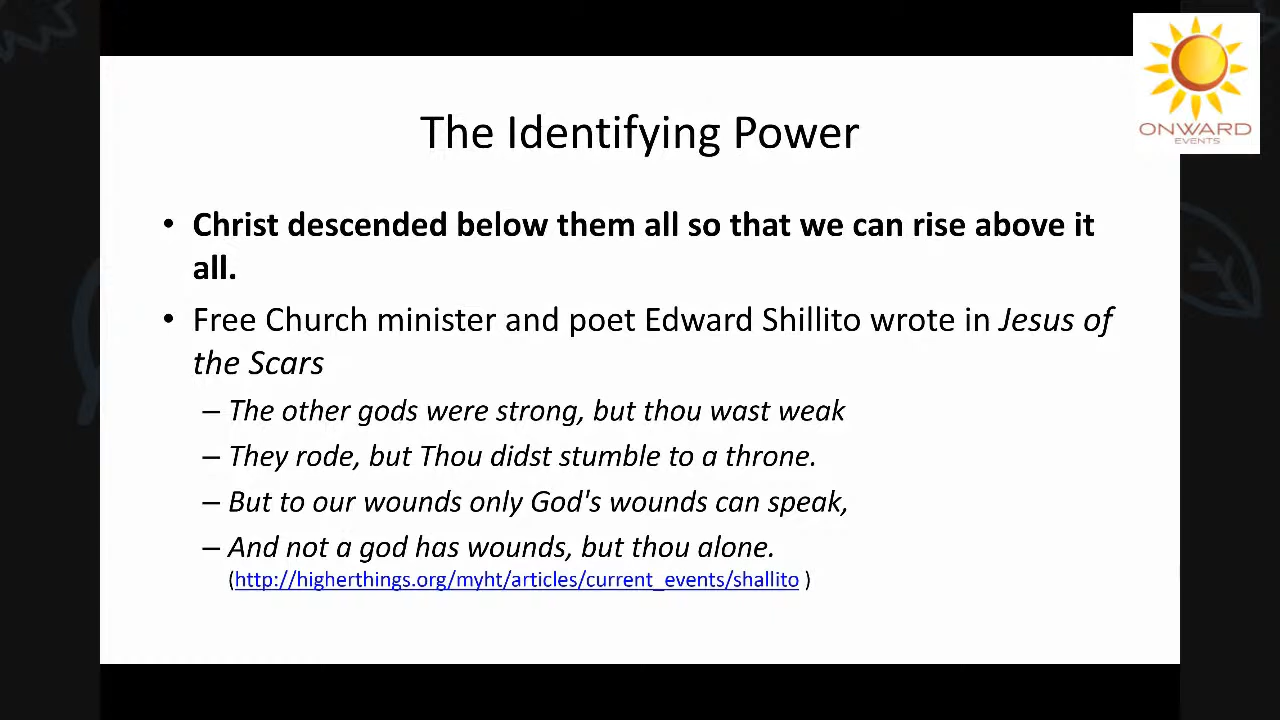 ONWARD
EVENTS
The Identifying Power
• Christ descended below them all so that we can rise above it
all.
• Free Church minister and poet Edward Shillito wrote in Jesus of
the Scars
– The other gods were strong, but thou wast weak
– They rode, but Thou didst stumble to a throne.
– But to our wounds only God's wounds can speak,
– And not a god has wounds, but thou alone.
(http://higherthings.org/myht/articles/current_events/shallito )